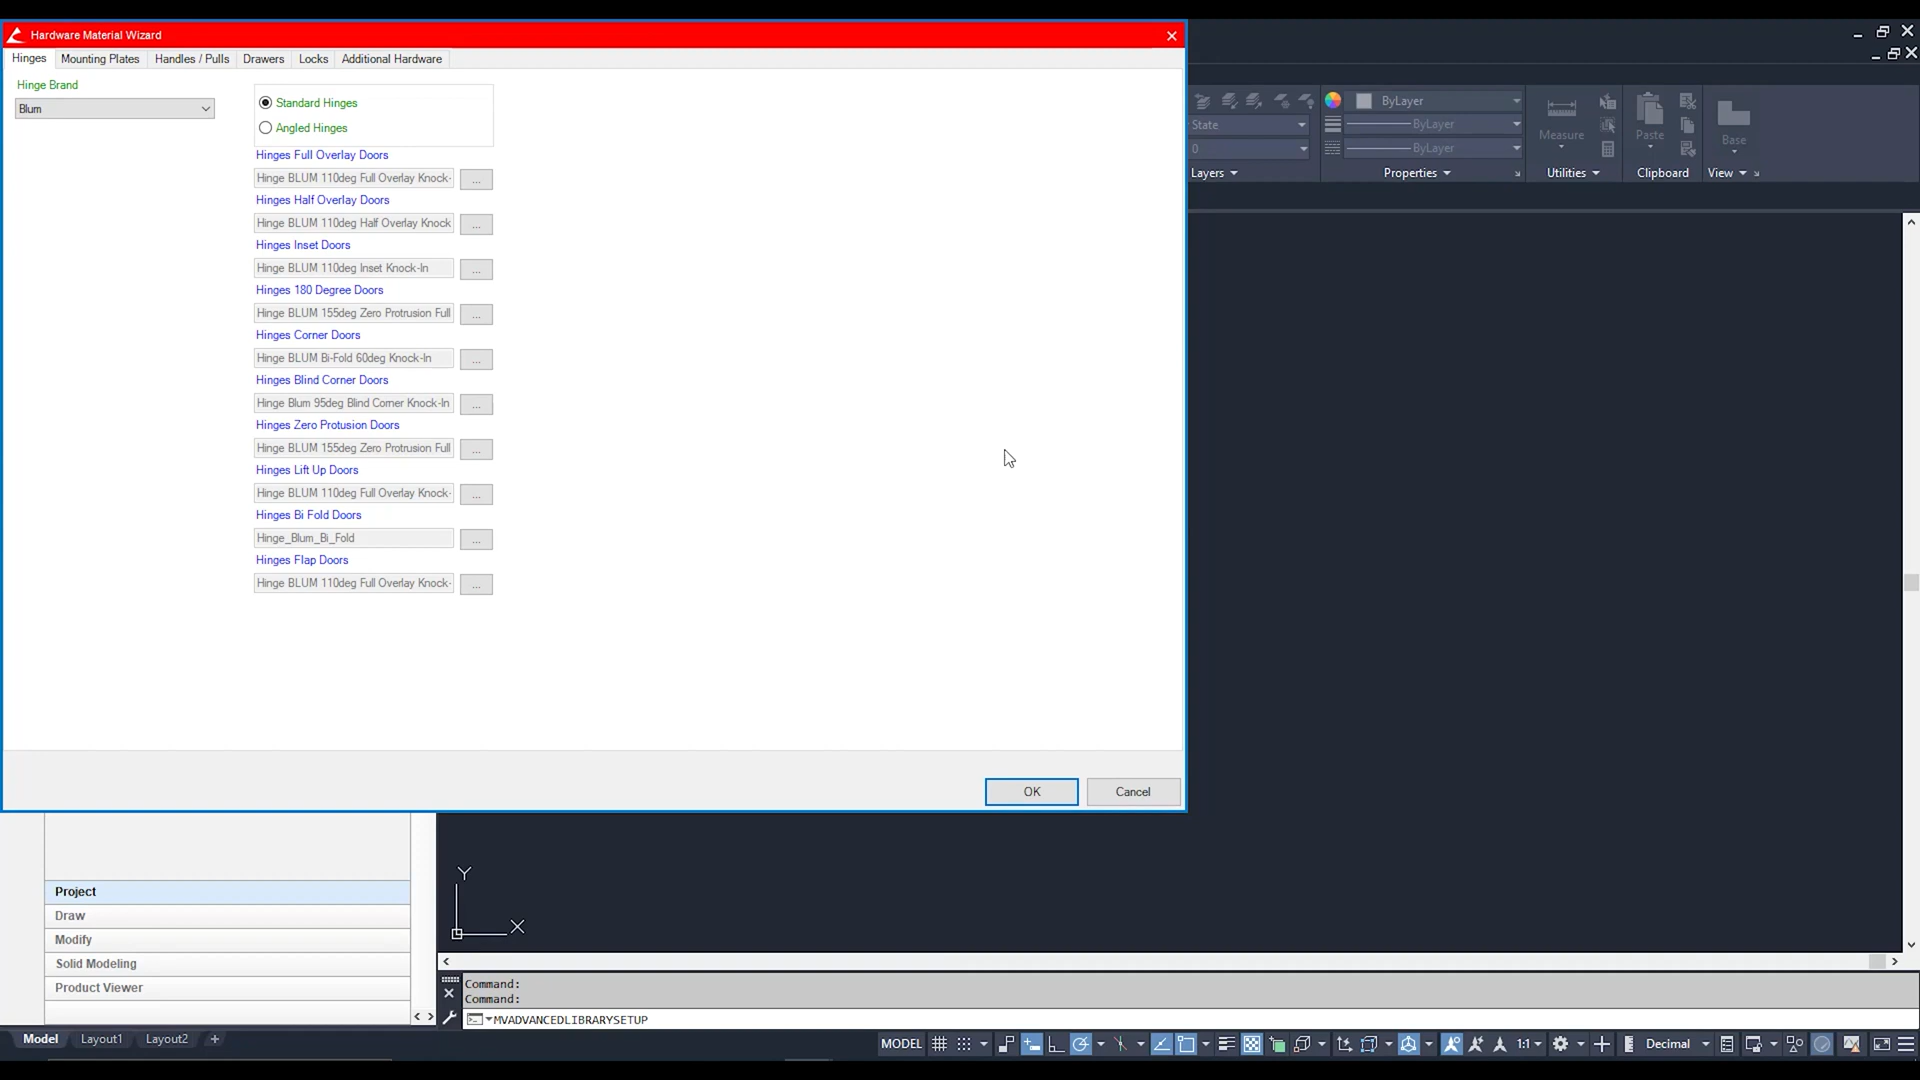 Hardware Material Wizard
Hinges Mounting Plates Handles / Pulls Drawers Locks Additional Hardware
Hinge Brand
Blum
Standard Hinges
Angled Hinges
Hinges Full Overlay Doors
Hinge BLUM 110deg Full Overlay Knock- ...
Hinges Half Overlay Doors
Hinge BLUM 110deg Half Overlay Knock ...
Hinges Inset Doors
Hinge BLUM 110deg Inset Knock-In ...
Hinges 180 Degree Doors
Hinge BLUM 155deg Zero Protrusion Full ...
Hinges Corner Doors
Hinge BLUM Bi-Fold 60deg Knock-In ...
Hinges Blind Corner Doors
Hinge Blum 95deg Blind Corner Knock-In ...
Hinges Zero Protusion Doors
Hinge BLUM 155deg Zero Protrusion Full ...
Hinges Lift Up Doors
Hinge BLUM 110deg Full Overlay Knock- ...
Hinges Bi Fold Doors
Hinge_Blum_Bi_Fold ...
Hinges Flap Doors
Hinge BLUM 110deg Full Overlay Knock- ...
OK Cancel
State
0
Layers
ByLayer
ByLayer
ByLayer
Properties
Measure
Utilities
Paste
Clipboard
Base
View
Project
Draw
Modify
Solid Modeling
Product Viewer
Y
X
Command:
Command:
MVADVANCEDLIBRARYSETUP
Model Layout1 Layout2 +
MODEL 1:1 Decimal